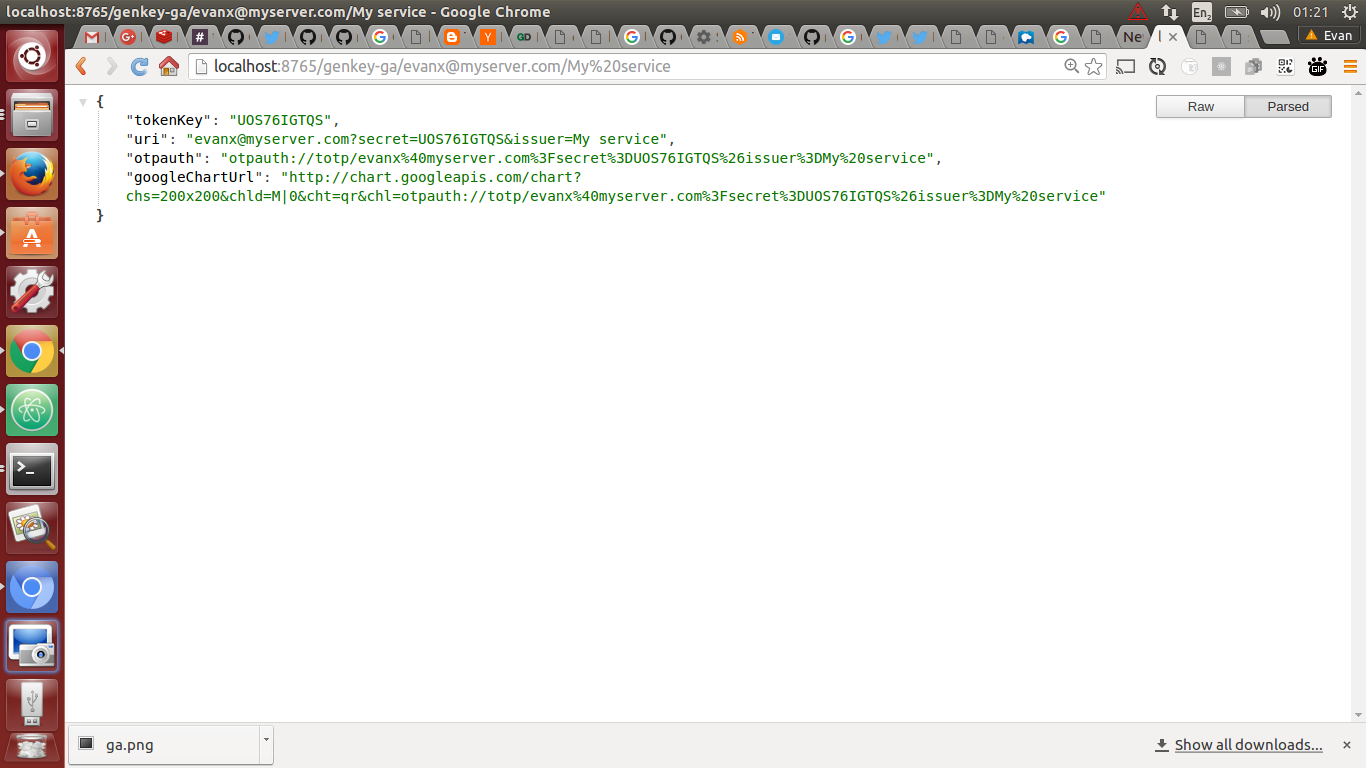 localhost:8765/genkey-ga/evanx@myserver.com/My service - Google Chrome
En2
01:21
GD
Ne
Evan
localhost:8765/genkey-ga/evanx@myserver.com/My%20service
GIF
Raw
Parsed
{
"tokenKey": "UOS76IGTQS",
"uri": "evanx@myserver.com?secret=UOS76IGTQS&issuer=My service",
"otpauth": "otpauth://totp/evanx%40myserver.com%3Fsecret%3DUOS76IGTQS%26issuer%3DMy%20service",
"googleChartUrl": "http://chart.googleapis.com/chart?
chs=200x200&chld=M|0&cht=qr&chl=otpauth://totp/evanx%40myserver.com%3Fsecret%3DUOS76IGTQS%26issuer%3DMy%20service"
}
ga.png
Show all downloads...